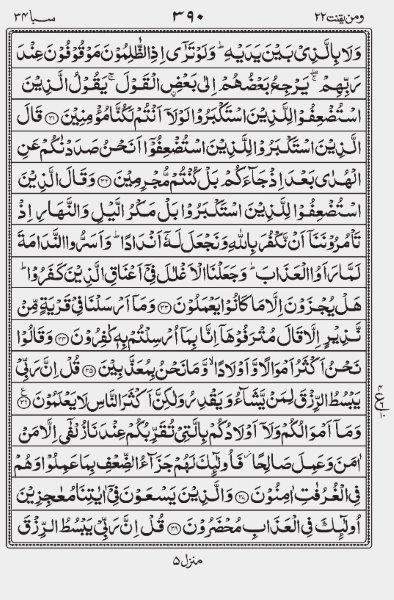 ومن يقنت ٢٢
٣٩٠
سبا ٣٤
وَلَا بِالَّذِىْ بَيْنَ يَدَيْهِ ؕ وَلَوْ تَرٰٓى اِذِ الظّٰلِمُوْنَ مَوْقُوْفُوْنَ عِنْدَ
رَبِّهِمْ ۖۚ يَرْجِعُ بَعْضُهُمْ اِلٰى بَعْضِ ۨالْقَوْلَ ۚ يَقُوْلُ الَّذِيْنَ
اسْتُضْعِفُوْا لِلَّذِيْنَ اسْتَكْبَرُوْا لَوْلَاۤ اَنْتُمْ لَكُنَّا مُؤْمِنِيْنَ ﴿۳۱﴾ قَالَ
الَّذِيْنَ اسْتَكْبَرُوْا لِلَّذِيْنَ اسْتُضْعِفُوْۤا اَنَحْنُ صَدَدْنٰكُمْ عَنِ
الْهُدٰى بَعْدَ اِذْ جَآءَكُمْ بَلْ كُنْتُمْ مُّجْرِمِيْنَ ﴿۳۲﴾ وَقَالَ الَّذِيْنَ
اسْتُضْعِفُوْا لِلَّذِيْنَ اسْتَكْبَرُوْا بَلْ مَكْرُ الَّيْلِ وَالنَّهَارِ اِذْ
تَاْمُرُوْنَنَاۤ اَنْ نَّكْفُرَ بِاللّٰهِ وَنَجْعَلَ لَهٗۤ اَنْدَادًا ؕ وَاَسَرُّوا النَّدَامَةَ
لَمَّا رَاَوُا الْعَذَابَ ؕ وَجَعَلْنَا الْاَغْلٰلَ فِىْۤ اَعْنَاقِ الَّذِيْنَ كَفَرُوْا ؕ
هَلْ يُجْزَوْنَ اِلَّا مَا كَانُوْا يَعْمَلُوْنَ ﴿۳۳﴾ وَمَاۤ اَرْسَلْنَا فِىْ قَرْيَةٍ مِّنْ
نَّذِيْرٍ اِلَّا قَالَ مُتْرَفُوْهَاۤ اِنَّا بِمَاۤ اُرْسِلْتُمْ بِهٖ كٰفِرُوْنَ ﴿۳۴﴾ وَقَالُوْا
نَحْنُ اَكْثَرُ اَمْوَالًا وَّاَوْلَادًا ۙ وَّمَا نَحْنُ بِمُعَذَّبِيْنَ ﴿۳۵﴾ قُلْ اِنَّ رَبِّىْ
يَبْسُطُ الرِّزْقَ لِمَنْ يَّشَآءُ وَيَقْدِرُ وَلٰكِنَّ اَكْثَرَ النَّاسِ لَا يَعْلَمُوْنَ ﴿۳۶﴾
وَمَاۤ اَمْوَالُكُمْ وَلَاۤ اَوْلَادُكُمْ بِالَّتِىْ تُقَرِّبُكُمْ عِنْدَنَا زُلْفٰٓى اِلَّا مَنْ
اٰمَنَ وَعَمِلَ صَالِحًا ۫ فَاُولٰٓئِكَ لَهُمْ جَزَآءُ الضِّعْفِ بِمَا عَمِلُوْا وَهُمْ
فِى الْغُرُفٰتِ اٰمِنُوْنَ ﴿۳۷﴾ وَالَّذِيْنَ يَسْعَوْنَ فِىْۤ اٰيٰتِنَا مُعٰجِزِيْنَ
اُولٰٓئِكَ فِى الْعَذَابِ مُحْضَرُوْنَ ﴿۳۸﴾ قُلْ اِنَّ رَبِّىْ يَبْسُطُ الرِّزْقَ
منزل ٥